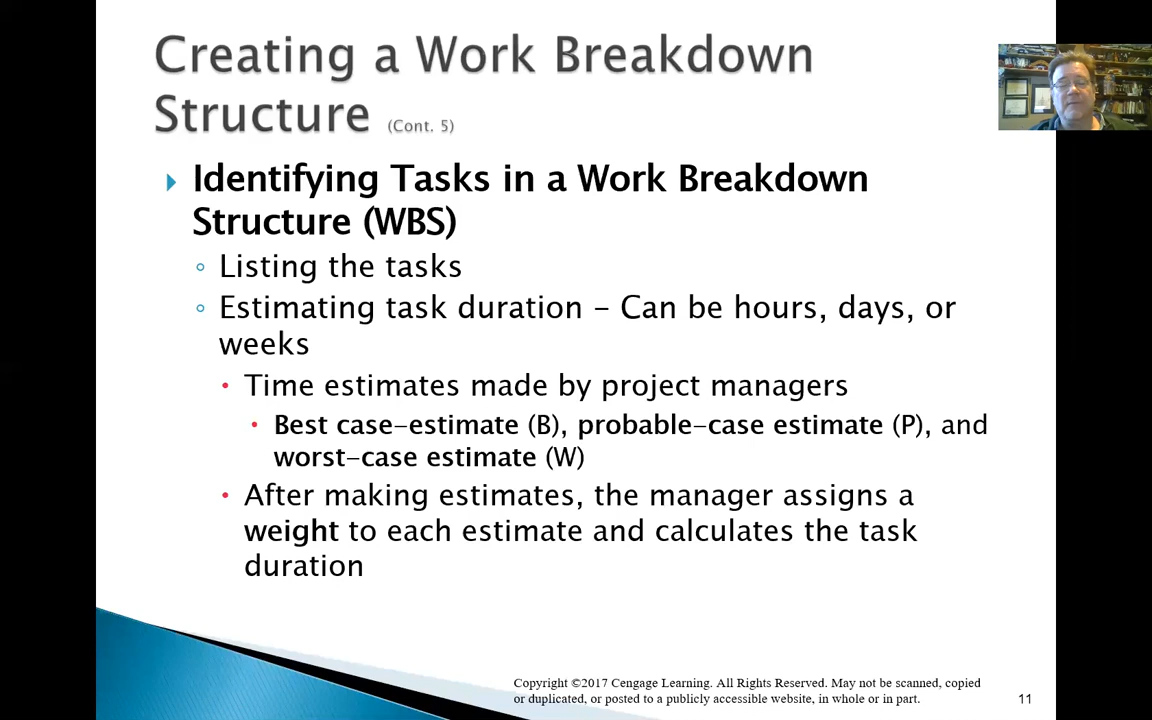 Creating a Work Breakdown
Structure (Cont. 5)
Identifying Tasks in a Work Breakdown
Structure (WBS)
Listing the tasks
Estimating task duration – Can be hours, days, or
weeks
Time estimates made by project managers
Best case-estimate (B), probable-case estimate (P), and
worst-case estimate (W)
After making estimates, the manager assigns a
weight to each estimate and calculates the task
duration
Copyright ©2017 Cengage Learning. All Rights Reserved. May not be scanned, copied
or duplicated, or posted to a publicly accessible website, in whole or in part.
11